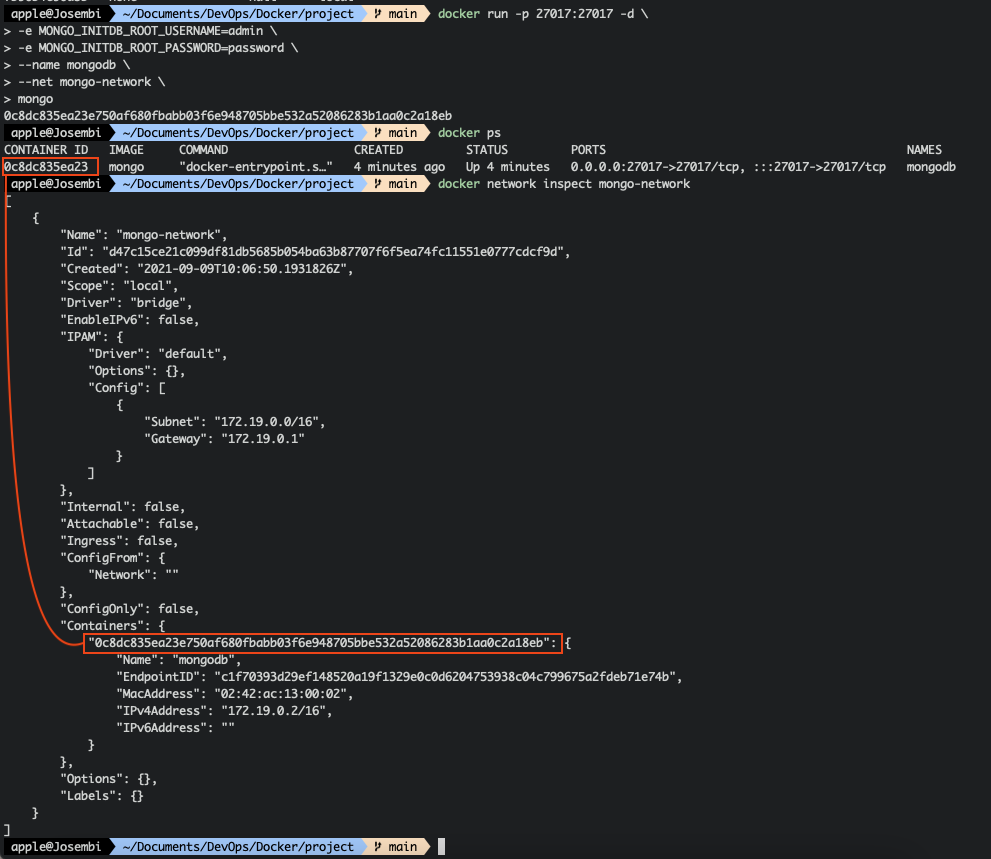 apple@Josembi ~/Documents/DevOps/Docker/project main docker run -p 27017:27017 -d \
> -e MONGO_INITDB_ROOT_USERNAME=admin \
> -e MONGO_INITDB_ROOT_PASSWORD=password \
> --name mongodb \
> --net mongo-network \
> mongo
0c8dc835ea23e750af680fbabb03f6e948705bbe532a52086283b1aa0c2a18eb
apple@Josembi ~/Documents/DevOps/Docker/project main docker ps
CONTAINER ID IMAGE COMMAND CREATED STATUS PORTS NAMES
0c8dc835ea23 mongo "docker-entrypoint.s…" 4 minutes ago Up 4 minutes 0.0.0.0:27017->27017/tcp, :::27017->27017/tcp mongodb
apple@Josembi ~/Documents/DevOps/Docker/project main docker network inspect mongo-network
[
    {
        "Name": "mongo-network",
        "Id": "d47c15ce21c099df81db5685b054ba63b87707f6f5ea74fc11551e0777cdcf9d",
        "Created": "2021-09-09T10:06:50.1931826Z",
        "Scope": "local",
        "Driver": "bridge",
        "EnableIPv6": false,
        "IPAM": {
            "Driver": "default",
            "Options": {},
            "Config": [
                {
                    "Subnet": "172.19.0.0/16",
                    "Gateway": "172.19.0.1"
                }
            ]
        },
        "Internal": false,
        "Attachable": false,
        "Ingress": false,
        "ConfigFrom": {
            "Network": ""
        },
        "ConfigOnly": false,
        "Containers": {
            "0c8dc835ea23e750af680fbabb03f6e948705bbe532a52086283b1aa0c2a18eb": {
                "Name": "mongodb",
                "EndpointID": "c1f70393d29ef148520a19f1329e0c0d6204753938c04c799675a2fdeb71e74b",
                "MacAddress": "02:42:ac:13:00:02",
                "IPv4Address": "172.19.0.2/16",
                "IPv6Address": ""
            }
        },
        "Options": {},
        "Labels": {}
    }
]
apple@Josembi ~/Documents/DevOps/Docker/project main